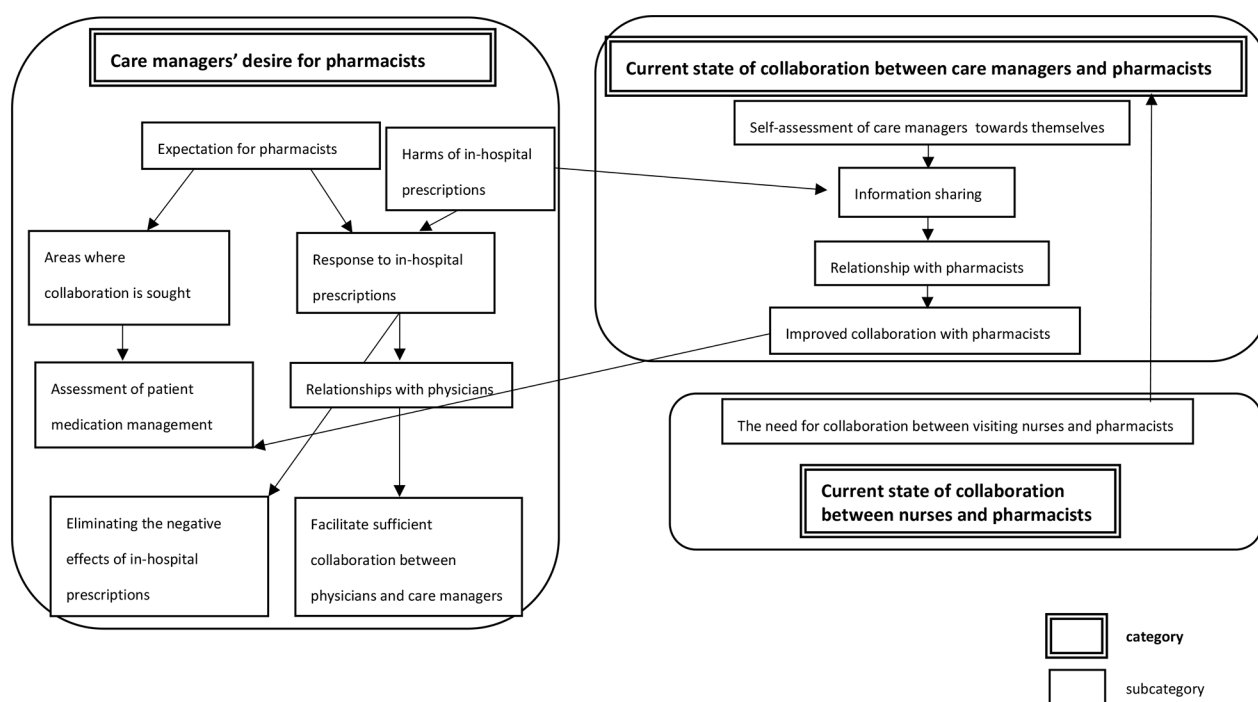 Care managers' desire for pharmacists
Expectation for pharmacists
Harms of in-hospital
prescriptions
Areas where
collaboration is sought
Response to in-hospital
prescriptions
Assessment of patient
medication management
Relationships with physicians
Eliminating the negative
effects of in-hospital
prescriptions
Facilitate sufficient
collaboration between
physicians and care managers
Current state of collaboration between care managers and pharmacists
Self-assessment of care managers towards themselves
Information sharing
Relationship with pharmacists
Improved collaboration with pharmacists
The need for collaboration between visiting nurses and pharmacists
Current state of collaboration
between nurses and pharmacists
category
subcategory